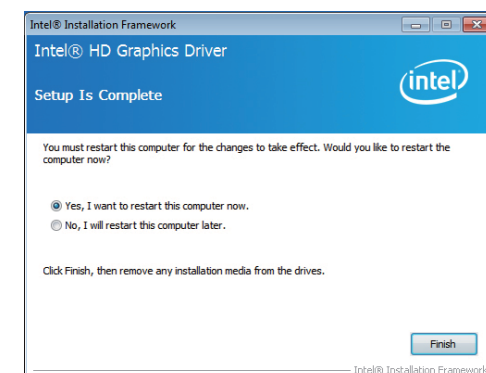 Intel® Installation Framework
Intel® HD Graphics Driver
intel®
Setup Is Complete
You must restart this computer for the changes to take effect. Would you like to restart the
computer now?
Yes, I want to restart this computer now.
No, I will restart this computer later.
Click Finish, then remove any installation media from the drives.
Finish
Intel® Installation Framework